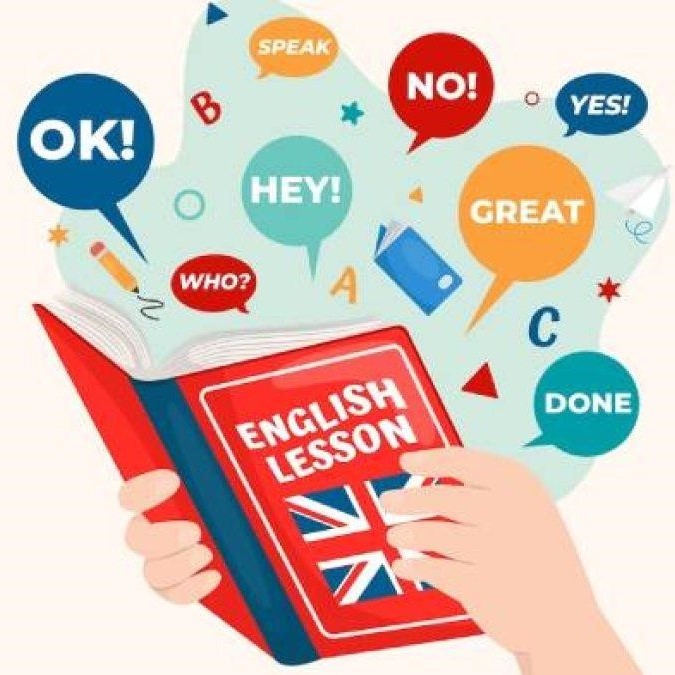 SPEAK
NO!
YES!
B
OK!
HEY!
GREAT
WHO?
A
C
DONE
ENGLISH
LESSON